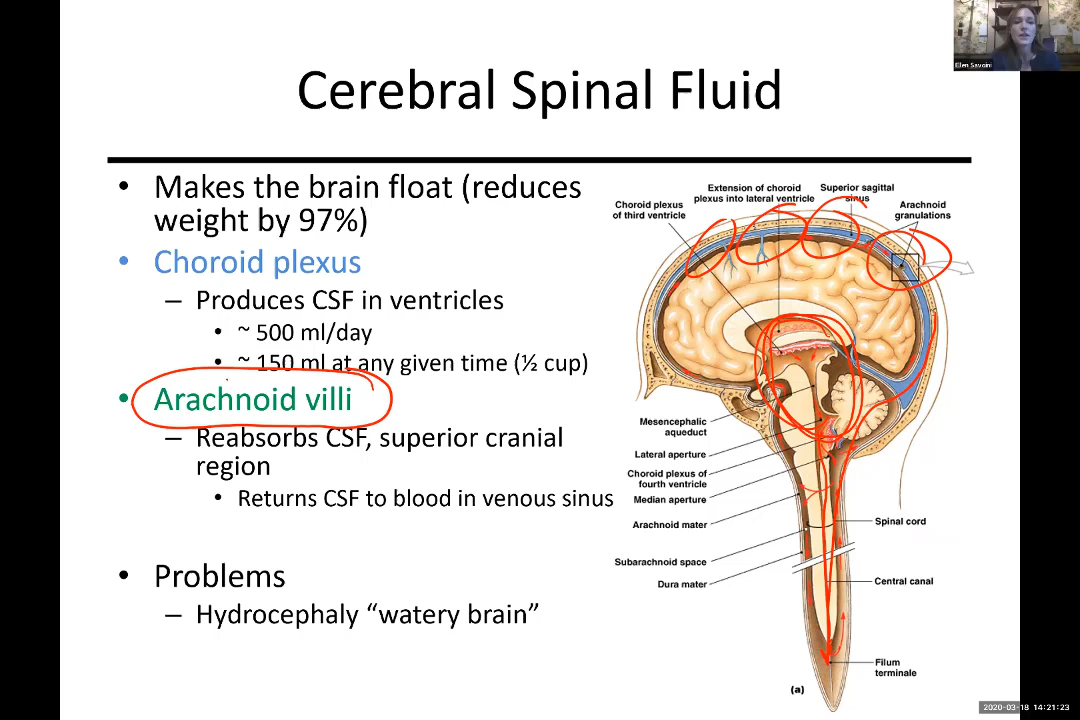 Ellen Savoini
Cerebral Spinal Fluid
• Makes the brain float (reduces
weight by 97%)
• Choroid plexus
– Produces CSF in ventricles
• ~ 500 ml/day
• ~ 150 ml at any given time (½ cup)
• Arachnoid villi
– Reabsorbs CSF, superior cranial
region
• Returns CSF to blood in venous sinus
• Problems
– Hydrocephaly “watery brain”
Extension of choroid
plexus into lateral ventricle
Superior sagittal
sinus
Choroid plexus
of third ventricle
Arachnoid
granulations
Mesencephalic
aqueduct
Lateral aperture
Choroid plexus of
fourth ventricle
Median aperture
Arachnoid mater
Subarachnoid space
Dura mater
Spinal cord
Central canal
Filum
terminale
(a)
2020-03-18 14:21:23